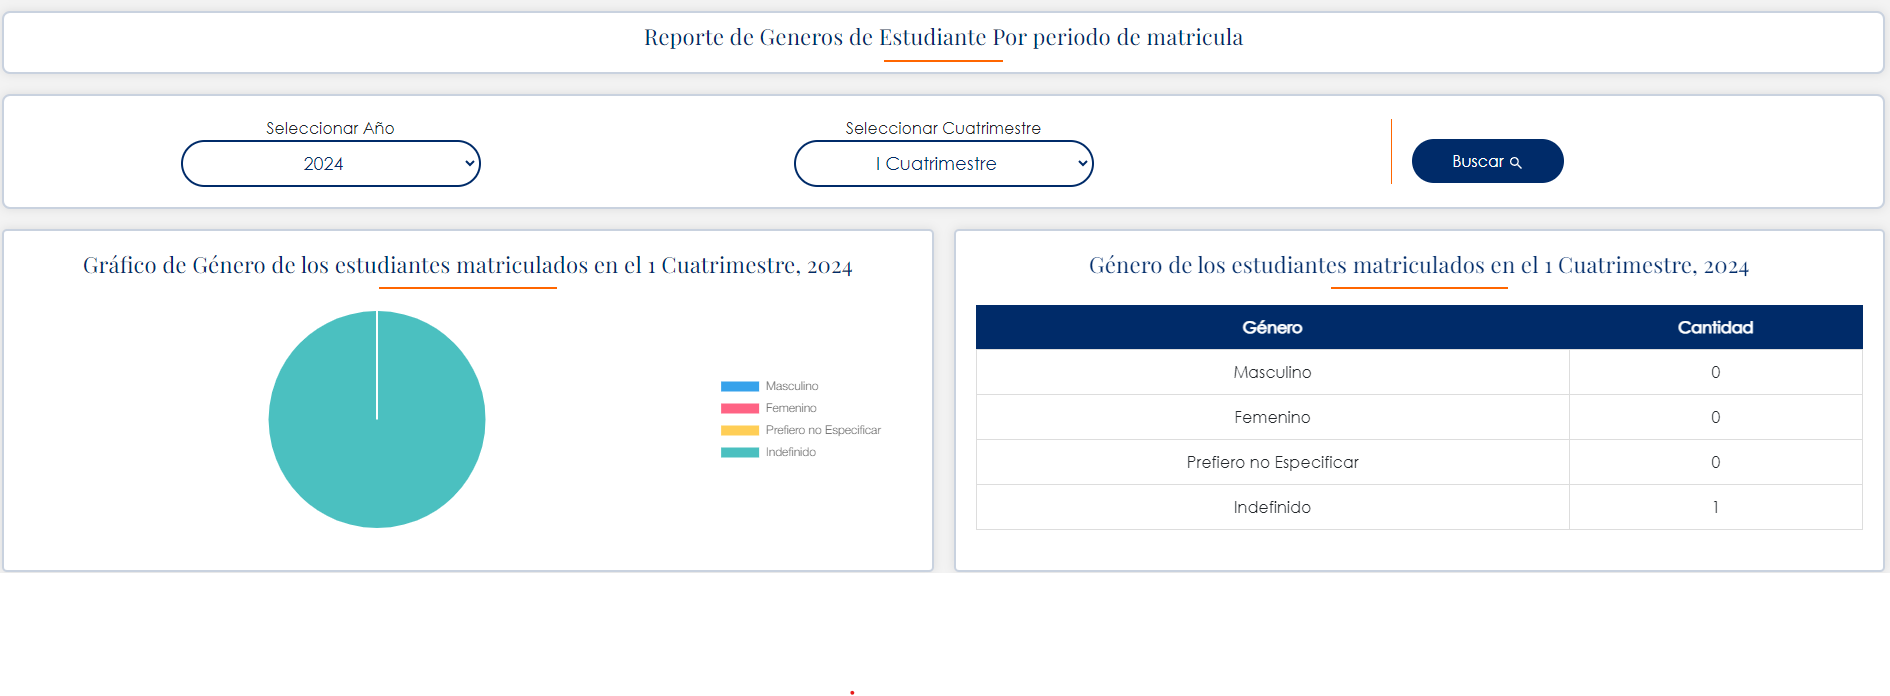 Reporte de Generos de Estudiante Por periodo de matricula
Seleccionar Año
2024
Seleccionar Cuatrimestre
I Cuatrimestre
Buscar
Gráfico de Género de los estudiantes matriculados en el 1 Cuatrimestre, 2024
Masculino
Femenino
Prefiero no Especificar
Indefinido
Género de los estudiantes matriculados en el 1 Cuatrimestre, 2024
Género Cantidad
Masculino 0
Femenino 0
Prefiero no Especificar 0
Indefinido 1